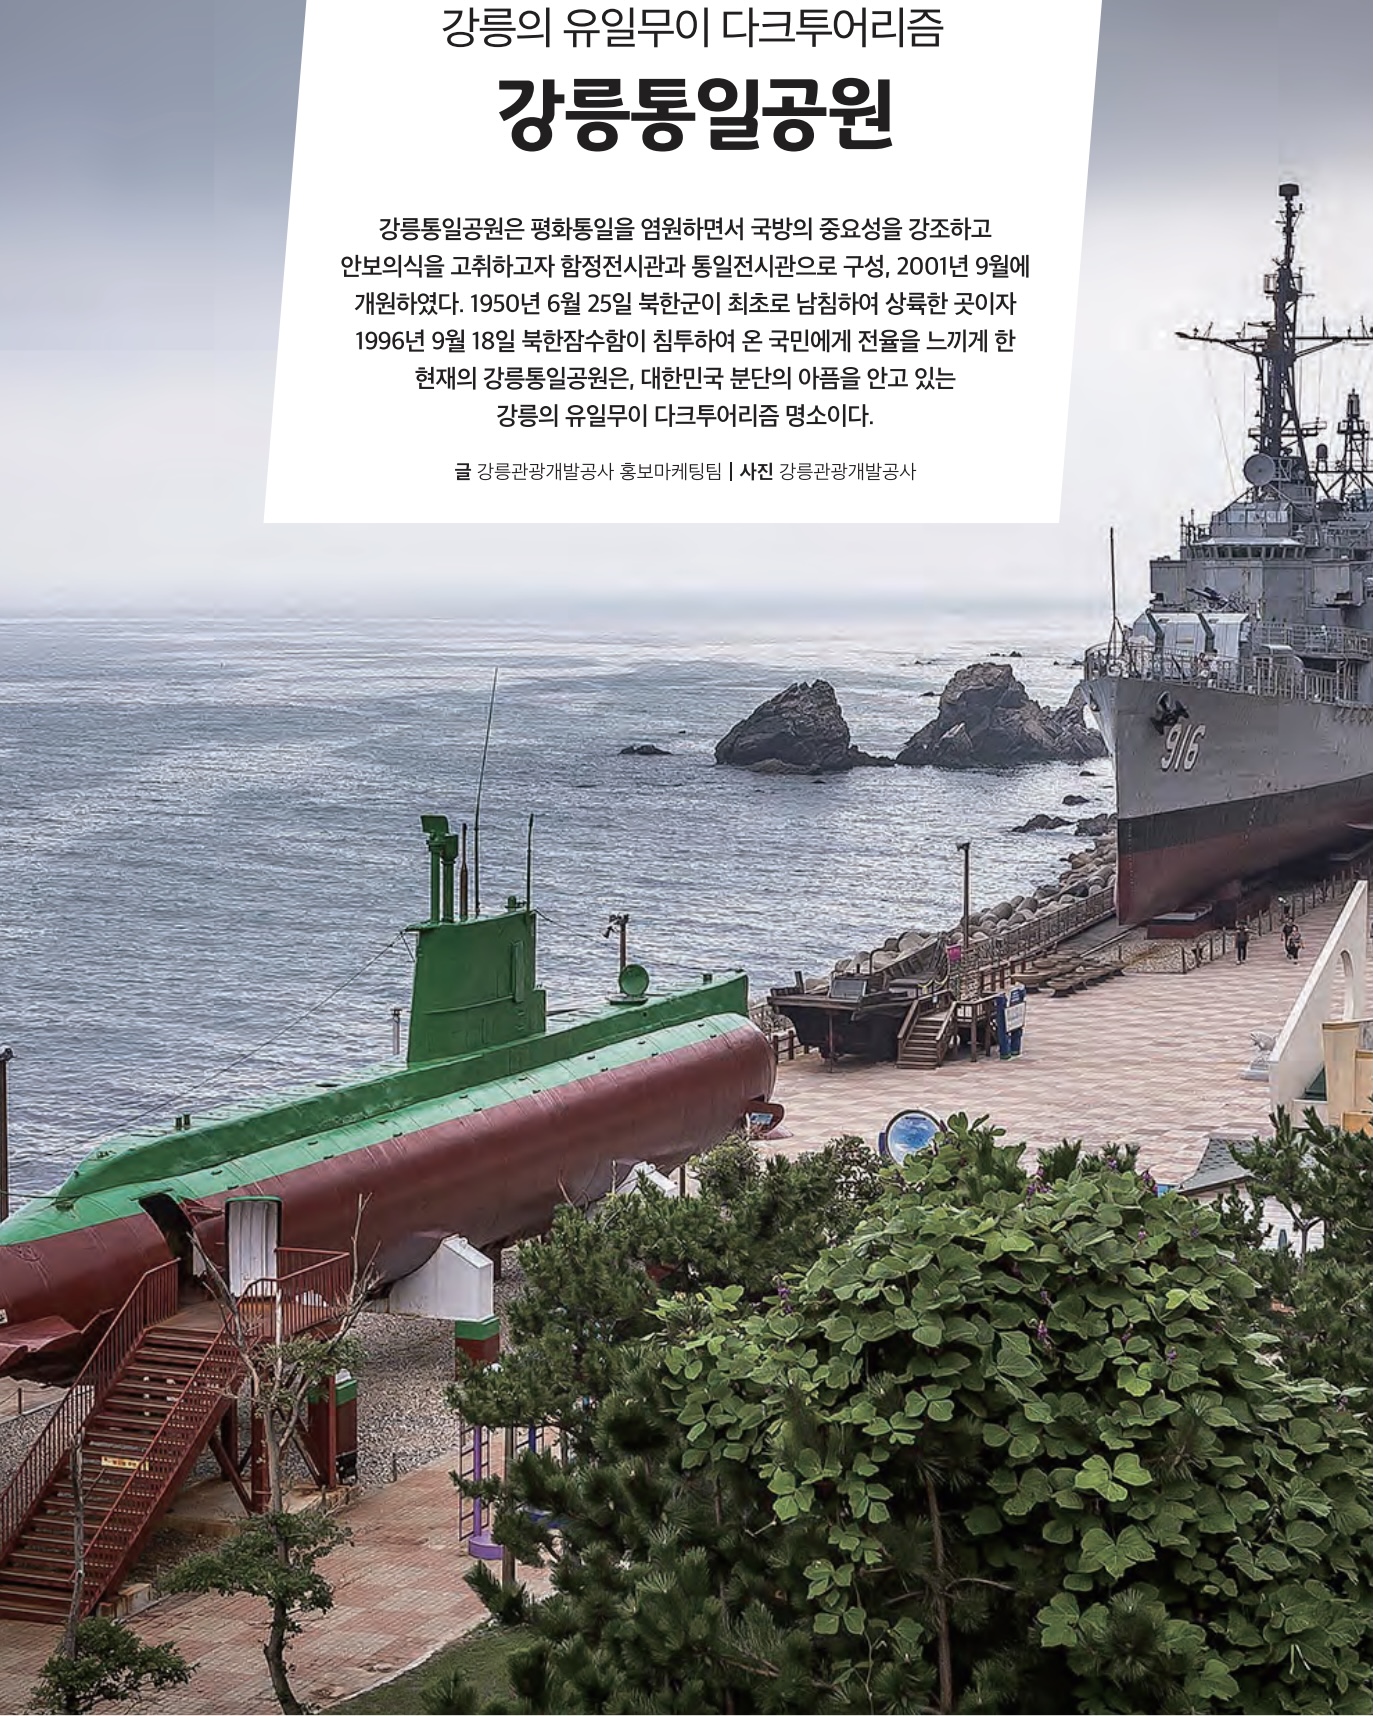 강릉의 유일무이 다크투어리즘
강릉통일공원
강릉통일공원은 평화통일을 염원하면서 국방의 중요성을 강조하고
안보의식을 고취하고자 함정전시관과 통일전시관으로 구성, 2001년 9월에
개원하였다. 1950년 6월 25일 북한군이 최초로 남침하여 상륙한 곳이자
1996년 9월 18일 북한잠수함이 침투하여 온 국민에게 전율을 느끼게 한
현재의 강릉통일공원은, 대한민국 분단의 아픔을 안고 있는
강릉의 유일무이 다크투어리즘 명소이다.
글 강릉관광개발공사 홍보마케팅팀 | 사진 강릉관광개발공사
916